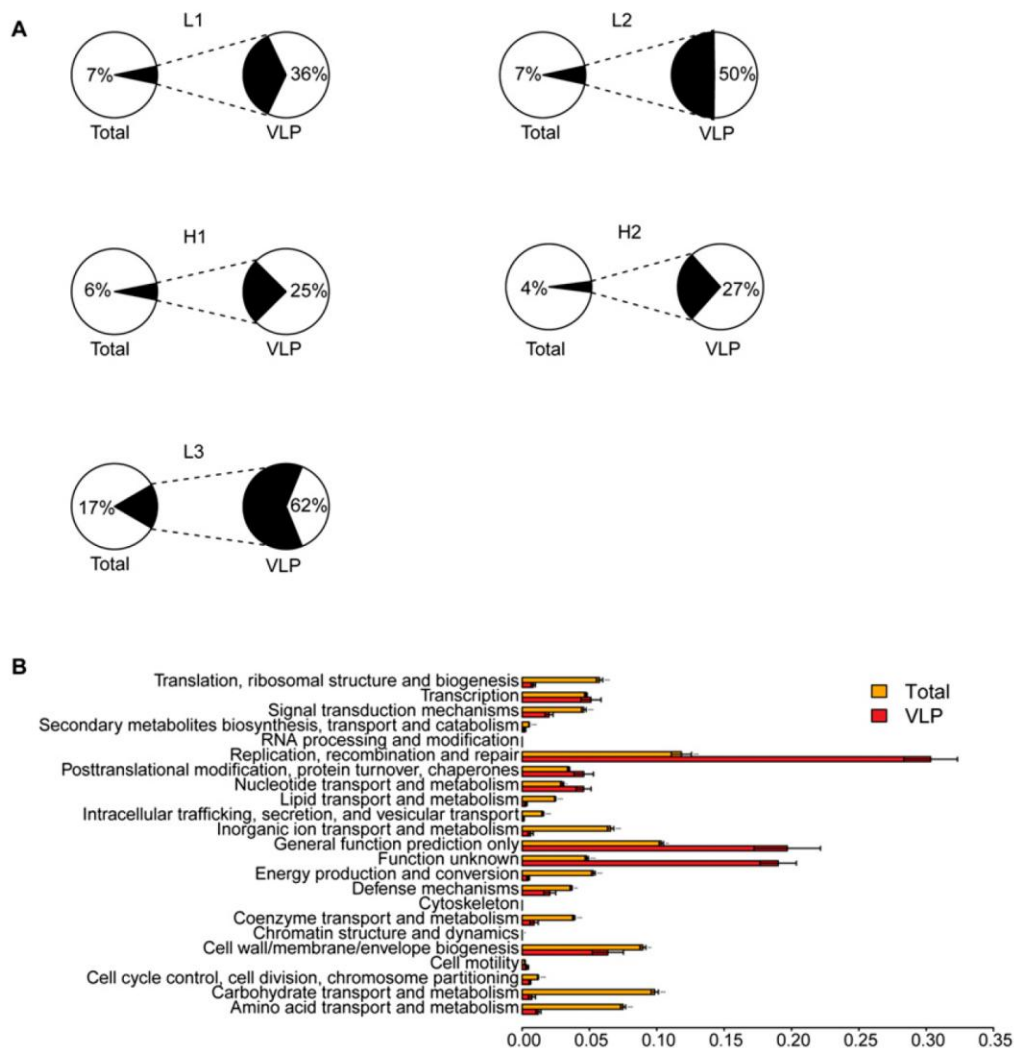 A
L1
7%
36%
Total
VLP
L2
7%
50%
Total
VLP
H1
6%
25%
Total
VLP
H2
4%
27%
Total
VLP
L3
17%
62%
Total
VLP
B
Translation, ribosomal structure and biogenesis
Transcription
Signal transduction mechanisms
Secondary metabolites biosynthesis, transport and catabolism
RNA processing and modification
Replication, recombination and repair
Posttranslational modification, protein turnover, chaperones
Nucleotide transport and metabolism
Lipid transport and metabolism
Intracellular trafficking, secretion, and vesicular transport
Inorganic ion transport and metabolism
General function prediction only
Function unknown
Energy production and conversion
Defense mechanisms
Cytoskeleton
Coenzyme transport and metabolism
Chromatin structure and dynamics
Cell wall/membrane/envelope biogenesis
Cell motility
Cell cycle control, cell division, chromosome partitioning
Carbohydrate transport and metabolism
Amino acid transport and metabolism
Total
VLP
0.00 0.05 0.10 0.15 0.20 0.25 0.30 0.35